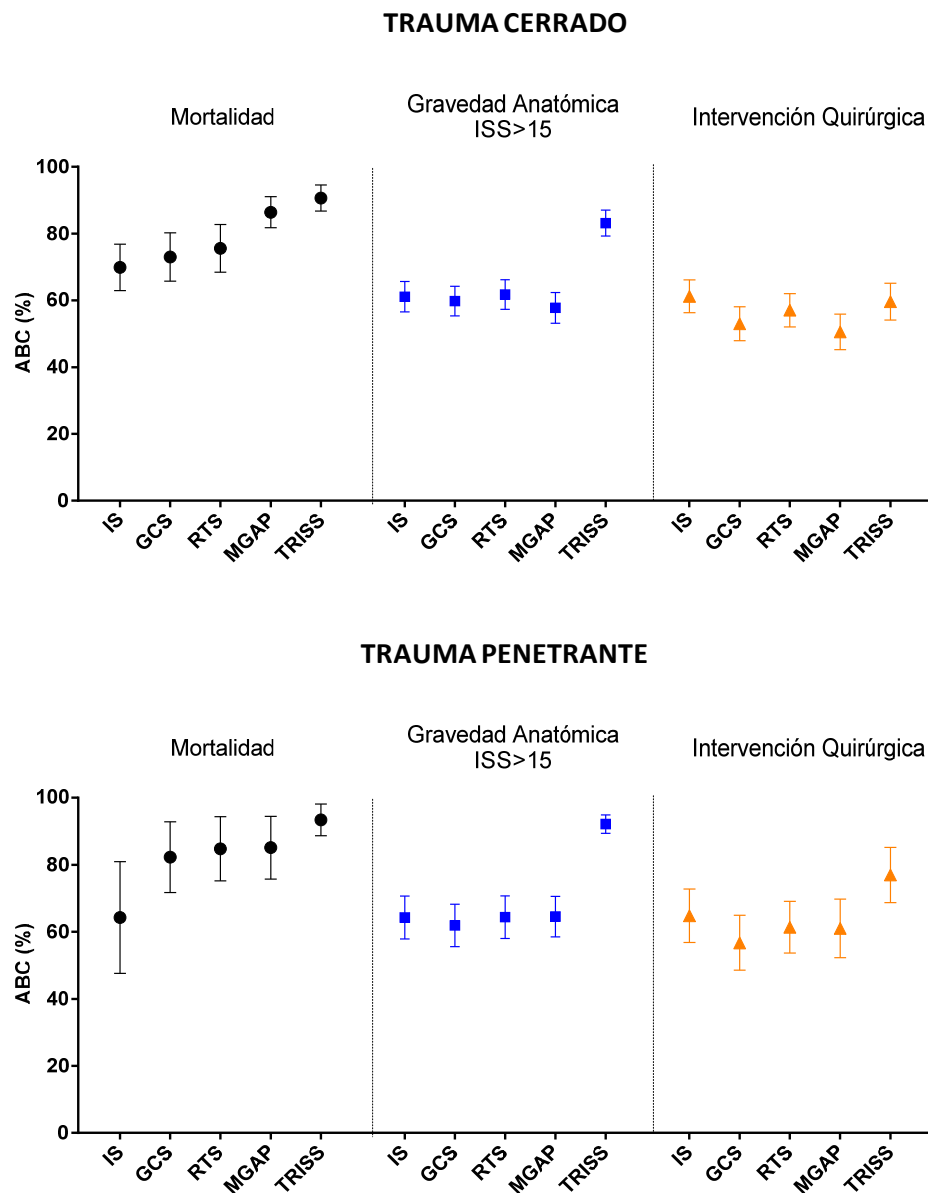 TRAUMA CERRADO
Mortalidad
Gravedad Anatómica
ISS>15
Intervención Quirúrgica
ABC (%)
100
80
60
40
20
0
IS
GCS
RTS
MGAP
TRISS
IS
GCS
RTS
MGAP
TRISS
IS
GCS
RTS
MGAP
TRISS
TRAUMA PENETRANTE
Mortalidad
Gravedad Anatómica
ISS>15
Intervención Quirúrgica
ABC (%)
100
80
60
40
20
0
IS
GCS
RTS
MGAP
TRISS
IS
GCS
RTS
MGAP
TRISS
IS
GCS
RTS
MGAP
TRISS